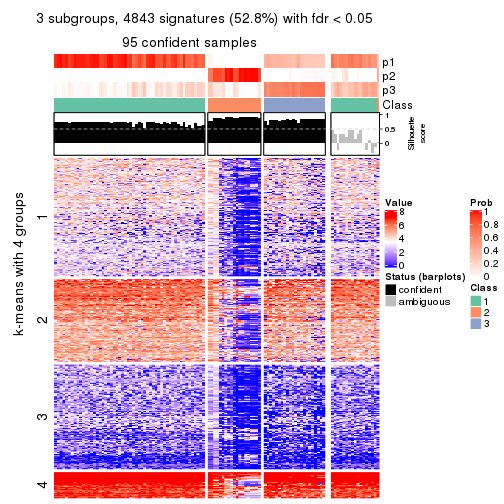 3 subgroups, 4843 signatures (52.8%) with fdr < 0.05
95 confident samples
p1
p2
p3
Class
1
0.5
0
Silhouette
score
k-means with 4 groups
1
2
3
4
Value
8
6
4
2
0
Status (barplots)
confident
ambiguous
Prob
1
0.8
0.6
0.4
0.2
0
Class
1
2
3